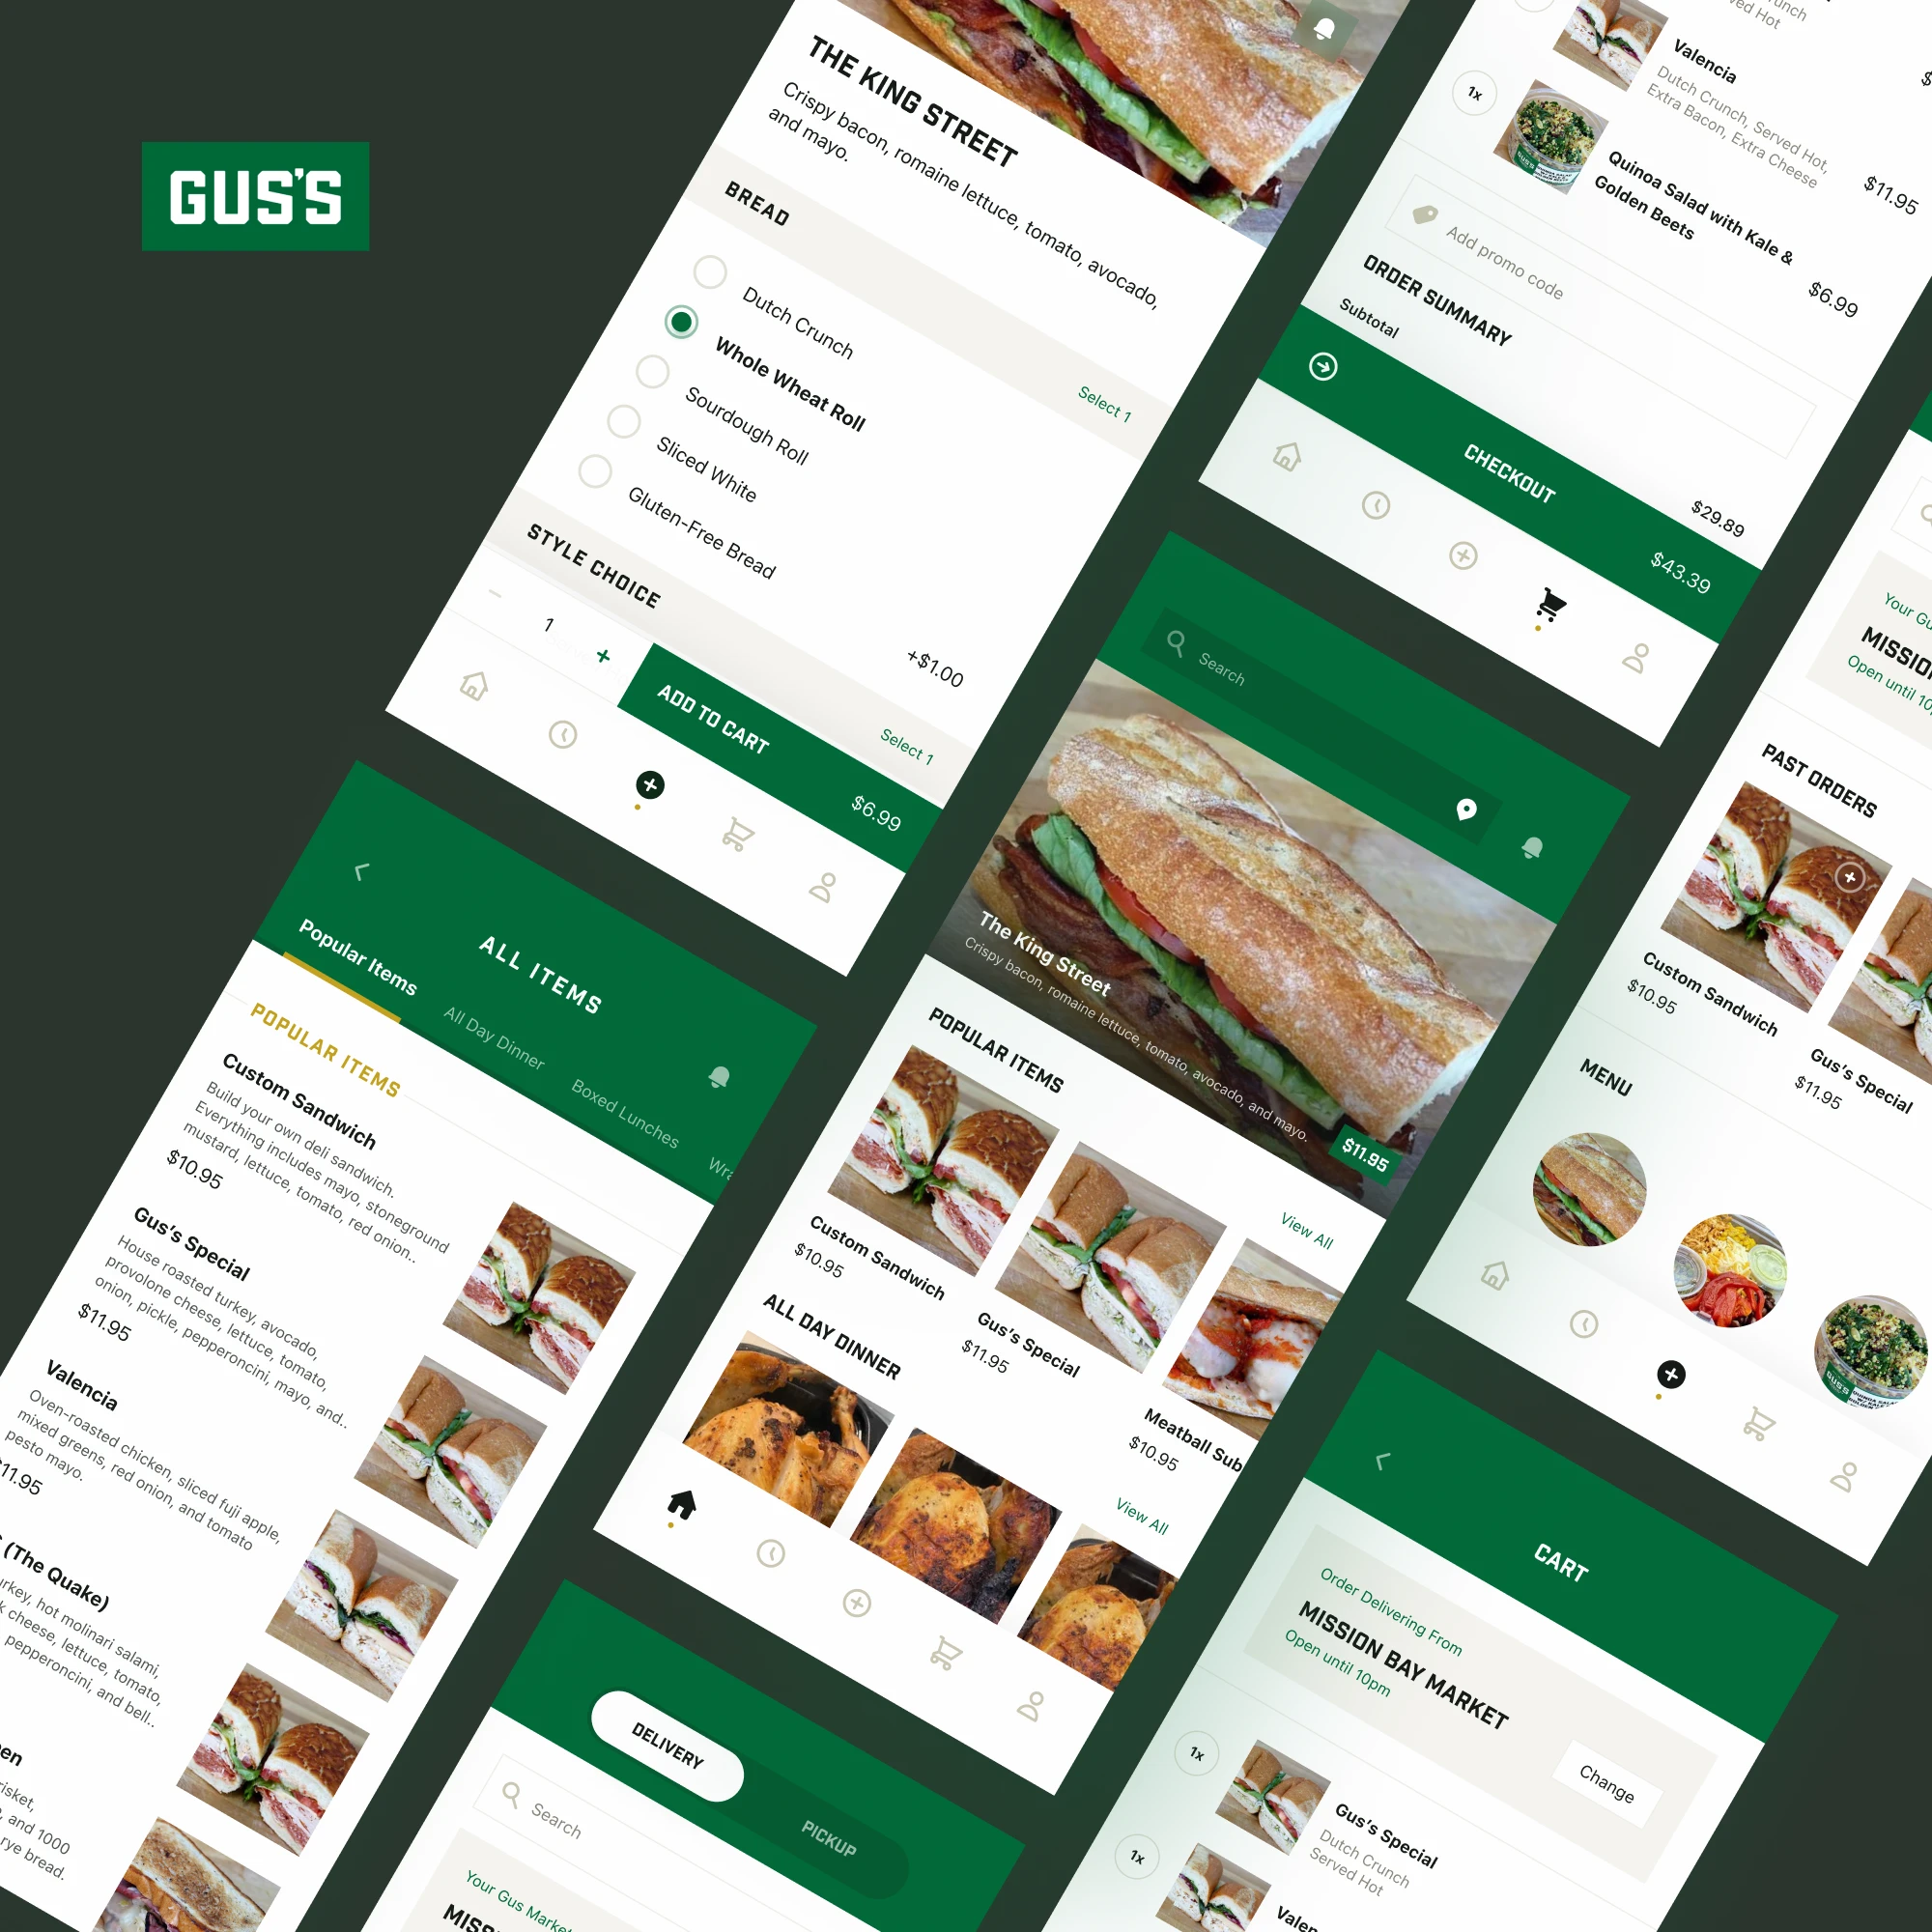 GUS'S
THE KING STREET
Crispy bacon, romaine lettuce, tomato, avocado,
and mayo.
BREAD
Select 1
Dutch Crunch
Whole Wheat Roll
Sourdough Roll
Sliced White
Gluten-Free Bread
+$1.00
STYLE CHOICE
Select 1
1
ADD TO CART
$6.99
Served Hot
Valencia
Dutch Crunch, Served Hot,
Extra Bacon, Extra Cheese
$11.95
1x
Quinoa Salad with Kale &
Golden Beets
$6.99
Add promo code
ORDER SUMMARY
Subtotal
$29.89
CHECKOUT
$43.39
ALL ITEMS
Popular Items
All Day Dinner
Boxed Lunches
POPULAR ITEMS
Custom Sandwich
Build your own deli sandwich.
Everything includes mayo, stoneground
mustard, lettuce, tomato, red onion...
$10.95
Gus's Special
House roasted turkey, avocado,
provolone cheese, lettuce, tomato,
onion, pickle, pepperoncini, mayo, and..
$11.95
Valencia
Oven-roasted chicken, sliced fuji apple,
mixed greens, red onion, and tomato
pesto mayo.
11.95
(The Quake)
hot molinari salami,
cheese, lettuce, tomato,
pepperoncini, and bell..
and 1000
rye bread.
Search
The King Street
Crispy bacon, romaine lettuce, tomato, avocado, and mayo.
$11.95
POPULAR ITEMS
View All
Custom Sandwich
$10.95
Gus's Special
$11.95
Meatball Sub
$10.95
ALL DAY DINNER
View All
DELIVERY
PICKUP
Search
Your Gus Market
Your
Open until
PAST ORDERS
Custom Sandwich
$10.95
Gus's Special
$11.95
MENU
GUS'S
CART
Order Delivering From
MISSION BAY MARKET
Open until 10pm
Change
1x
Gus's Special
Dutch Crunch
Served Hot
1x